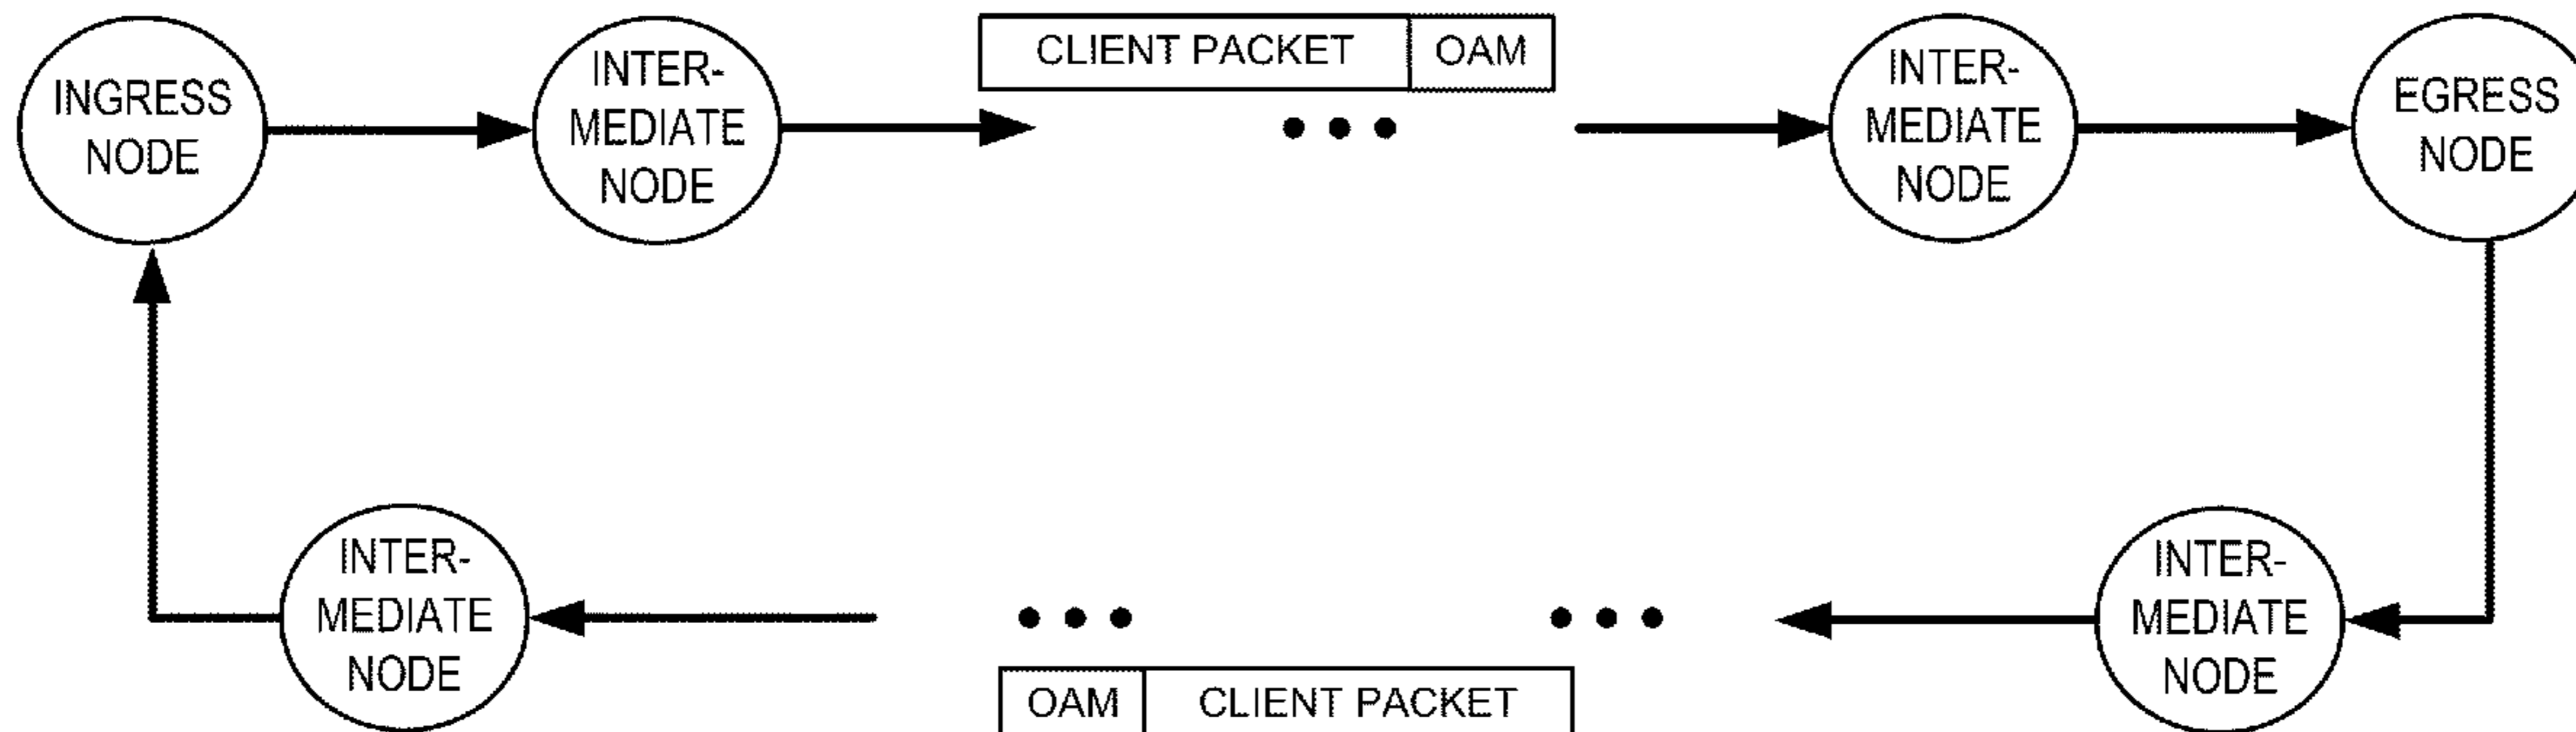 INGRESS
NODE
INTER-
MEDIATE
NODE
CLIENT PACKET OAM
INTER-
MEDIATE
NODE
EGRESS
NODE
INTER-
MEDIATE
NODE
OAM CLIENT PACKET
INTER-
MEDIATE
NODE